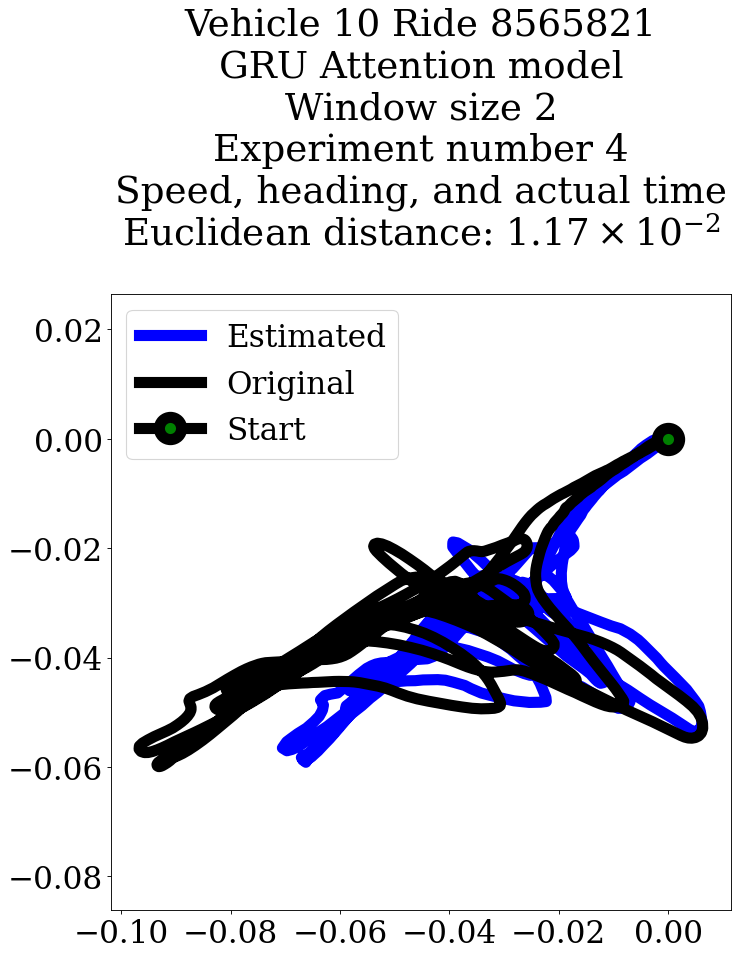 Vehicle 10 Ride 8565821
GRU Attention model
Window size 2
Experiment number 4
Speed, heading, and actual time
Euclidean distance: 1.17 × 10⁻²
Estimated
Original
Start
0.02
0.00
−0.02
−0.04
−0.06
−0.08
−0.10 −0.08 −0.06 −0.04 −0.02 0.00